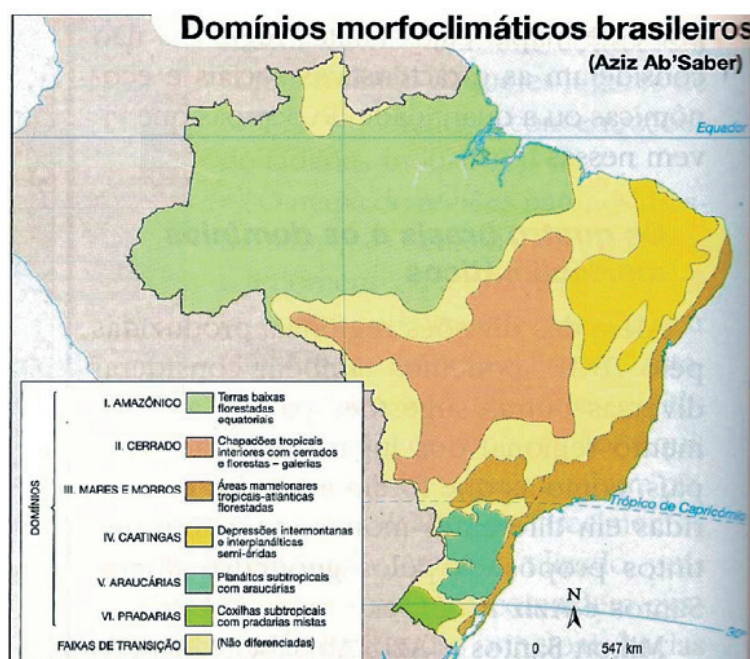 Domínios morfoclimáticos brasileiros
(Aziz Ab'Saber)
Equador
Trópico de Capricórnio
DOMÍNIOS
I. AMAZÔNICO
Terras baixas
florestadas
equatoriais
II. CERRADO
Chapadões tropicais
interiores com cerrados
e florestas – galerias
III. MARES E MORROS
Áreas mamelonares
tropicais-atlânticas
florestadas
IV. CAATINGAS
Depressões intermontanas
e interplanálticas
semi-áridas
V. ARAUCÁRIAS
Planaltos subtropicais
com araucárias
VI. PRADARIAS
Coxilhas subtropicais
com pradarias mistas
FAIXAS DE TRANSIÇÃO
(Não diferenciadas)
N
0 547 km